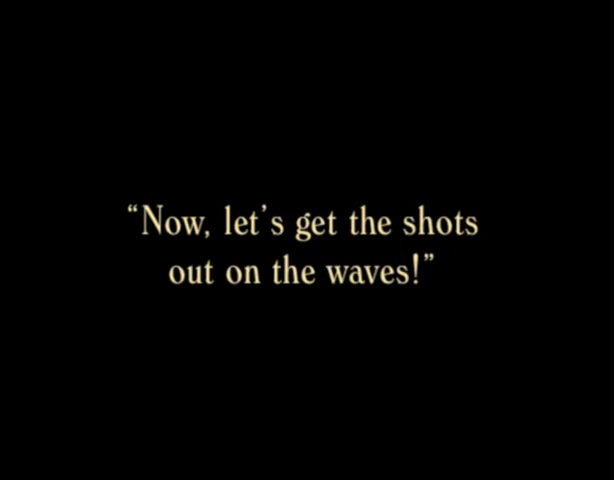 “Now, let’s get the shots
out on the waves!”